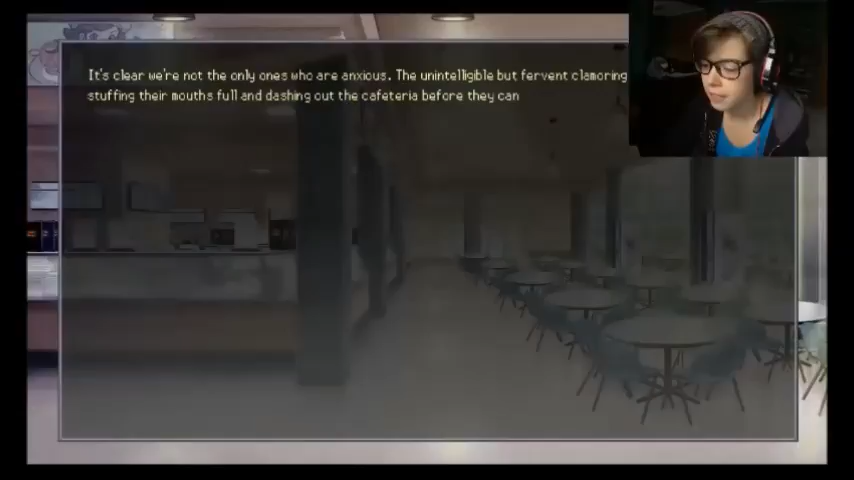 It's clear we're not the only ones who are anxious. The unintelligible but fervent clamoring
stuffing their mouths full and dashing out the cafeteria before they can